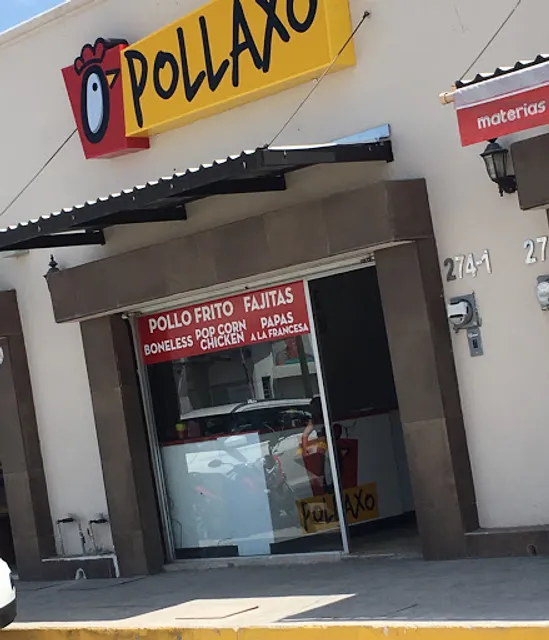 POLLAXO
materias
274-1
27
POLLO FRITO FAJITAS
BONELESS POP CORN CHICKEN PAPAS A LA FRANCESA
POLLAXO